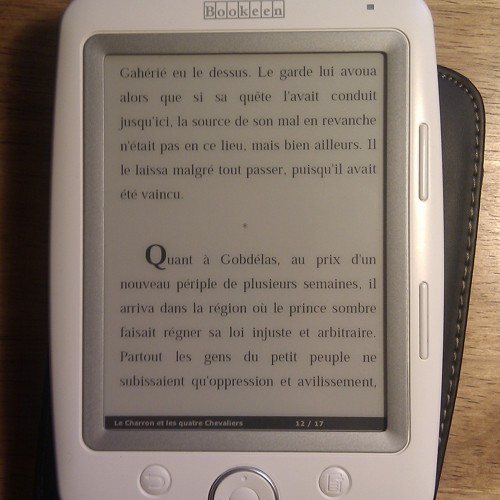 Bookeen
Gahérié eu le dessus. Le garde lui avoua
alors que si sa quête l'avait conduit
jusqu'ici, la source de son mal en revanche
n'était pas en ce lieu, mais bien ailleurs. Il
le laissa malgré tout passer, puisqu'il avait
été vaincu.
*
Quant à Gobdélas, au prix d'un
nouveau périple de plusieurs semaines, il
arriva dans la région où le prince sombre
faisait régner sa loi injuste et arbitraire.
Partout les gens du petit peuple ne
subissaient qu'oppression et avilissement,
Le Charron et les quatre Chevaliers 12 / 17